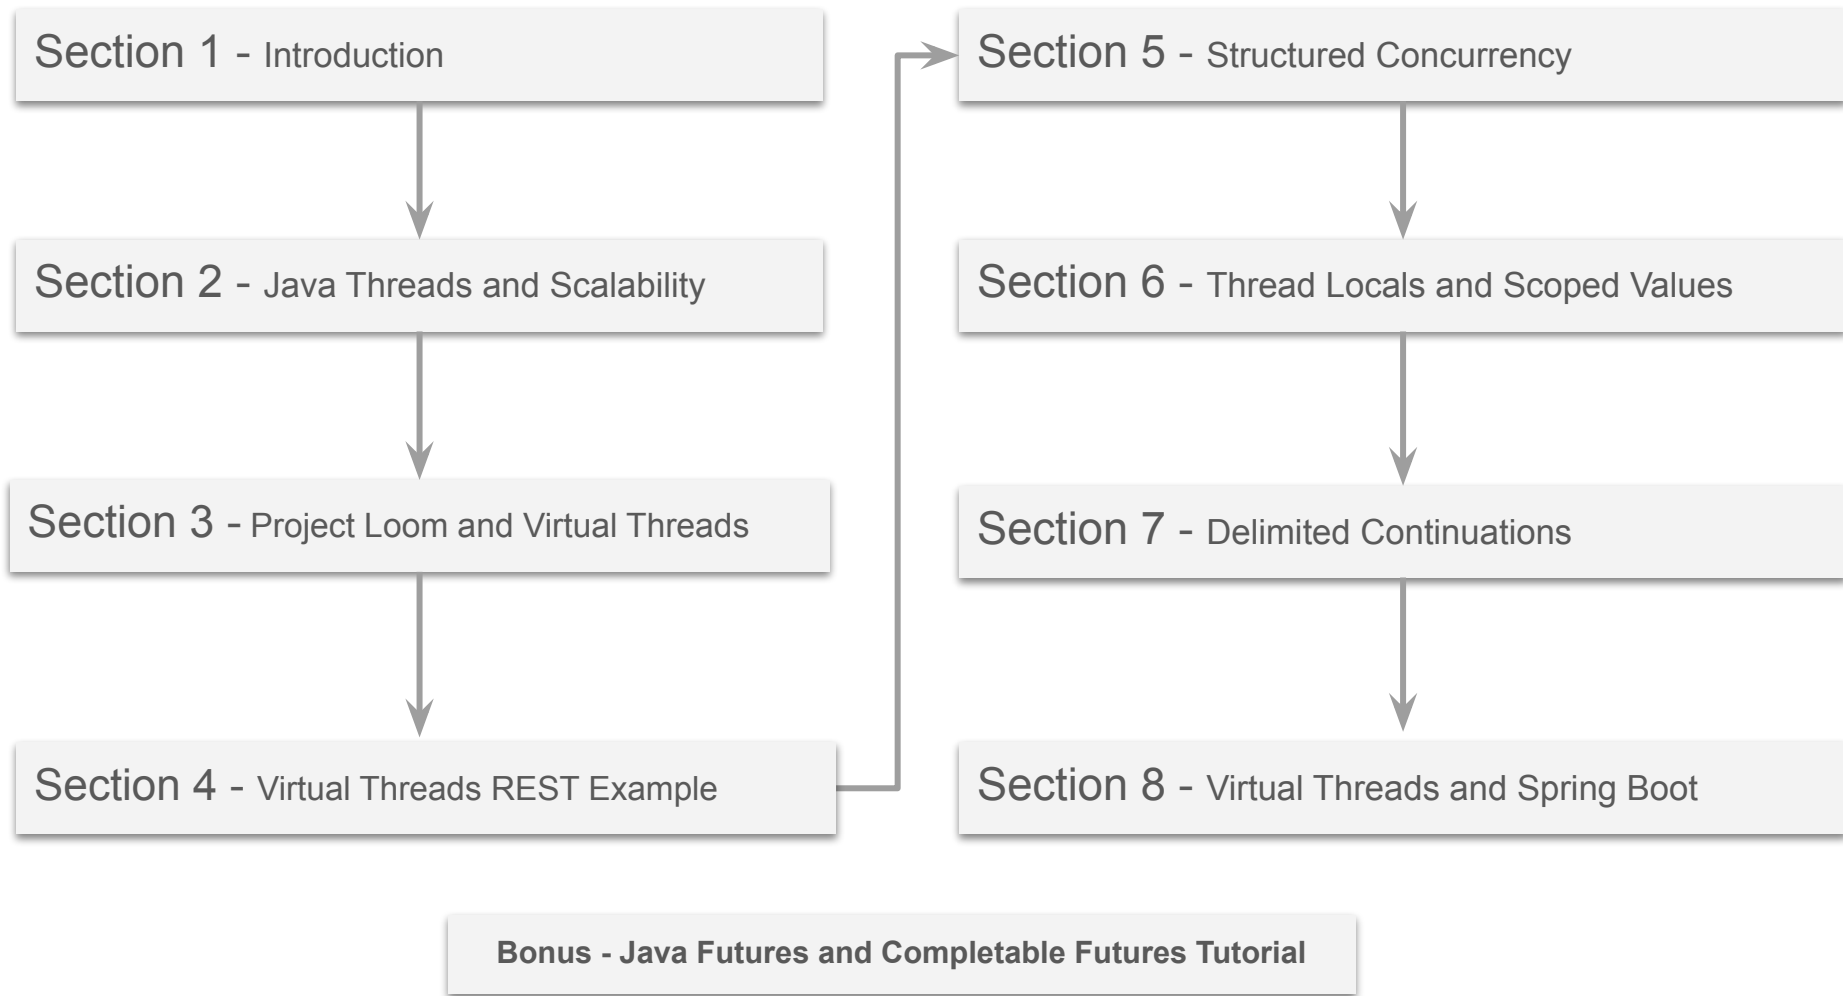 Section 1 - Introduction
Section 2 - Java Threads and Scalability
Section 3 - Project Loom and Virtual Threads
Section 4 - Virtual Threads REST Example
Section 5 - Structured Concurrency
Section 6 - Thread Locals and Scoped Values
Section 7 - Delimited Continuations
Section 8 - Virtual Threads and Spring Boot
Bonus - Java Futures and Completable Futures Tutorial